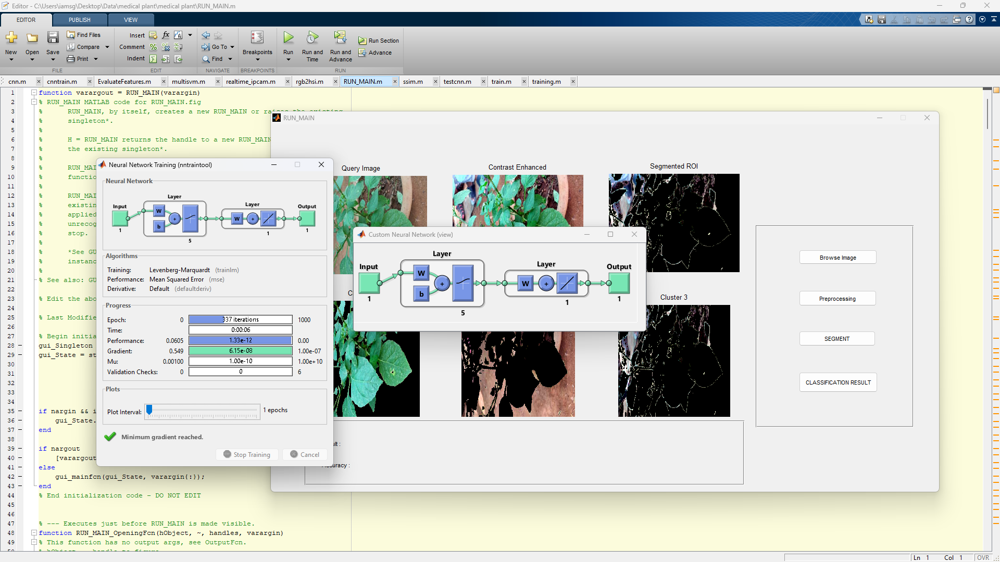 Editor - C:\Users\iamsg\Desktop\Data\medical plant\medical plant\RUN_MAIN.m
EDITOR PUBLISH VIEW
New Open Save Find Files Compare Print
Insert fx Comment Indent
Go To Find
Breakpoints
Run Run and Time Run and Advance Run Section Advance
FILE EDIT NAVIGATE BREAKPOINTS RUN
cnn.m cnntrain.m EvaluateFeatures.m multisvm.m realtime_ipcam.m rgb2hsi.m RUN_MAIN.m ssim.m testcnn.m train.m training.m
1 function varargout = RUN_MAIN(varargin)
2 % RUN_MAIN MATLAB code for RUN_MAIN.fig
3 % RUN_MAIN, by itself, creates a new RUN_MAIN or raises the existing
4 % singleton*.
5 %
6 % H = RUN_MAIN returns the handle to a new RUN_MAIN
7 % the existing singleton*.
8 %
9 % RUN_MAI
10 % functio
11 %
12 % RUN_MAI
13 % existin
14 % applied
15 % unrecog
16 % stop.
17 %
18 % *See GU
19 % instanc
20 %
21 % See also: GU
22
23 % Edit the abo
24
25 % Last Modifie
26
27 % Begin initia
28 gui_Singleton
29 gui_State = st
30
31
32
33
34
35 if nargin && i
36 gui_State.
37 end
38
39 if nargout
40 [varargout
41 else
42 gui_mainfcn(gui_State, varargin{:});
43 end
44 % End initialization code - DO NOT EDIT
45
46
47 % --- Executes just before RUN_MAIN is made visible.
48 function RUN_MAIN_OpeningFcn(hObject, ~, handles, varargin)
49 % This function has no output args, see OutputFcn.
Neural Network Training (nntraintool)
Neural Network
Layer
Layer
Input
Output
W
b
+
W
+
1
5
1
1
Algorithms
Training: Levenberg-Marquardt (trainlm)
Performance: Mean Squared Error (mse)
Derivative: Default (defaultderiv)
Progress
Epoch: 0 337 iterations 1000
Time: 0:00:06
Performance: 0.0605 1.33e-12 0.00
Gradient: 0.549 6.15e-08 1.00e-07
Mu: 0.00100 1.00e-10 1.00e+10
Validation Checks: 0 0 6
Plots
Plot Interval: 1 epochs
Minimum gradient reached.
Stop Training Cancel
RUN_MAIN
Query Image Contrast Enhanced Segmented ROI
Custom Neural Network (view)
Layer
Layer
Input
Output
W
b
+
W
+
1
5
1
1
C
Cluster 3
Browse Image
Preprocessing
SEGMENT
CLASSIFICATION RESULT
ult :
Accuracy :
Ln 1 Col 1 OVR